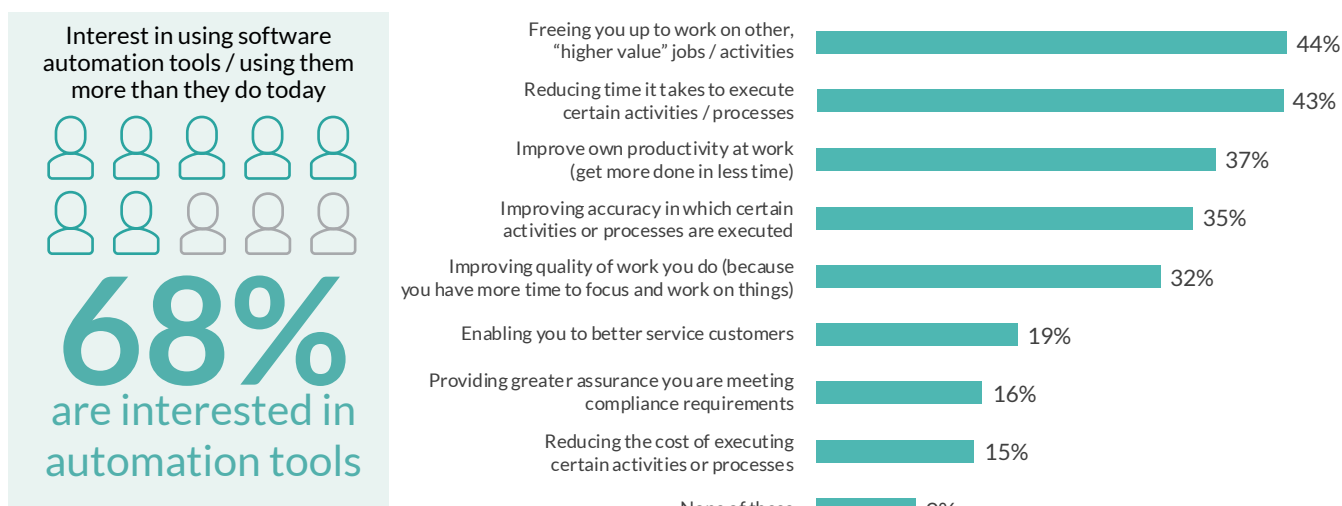 Interest in using software
automation tools / using them
more than they do today
68%
are interested in
automation tools
Freeing you up to work on other,
“higher value” jobs / activities
44%
Reducing time it takes to execute
certain activities / processes
43%
Improve own productivity at work
(get more done in less time)
37%
Improving accuracy in which certain
activities or processes are executed
35%
Improving quality of work you do (because
you have more time to focus and work on things)
32%
Enabling you to better service customers
19%
Providing greater assurance you are meeting
compliance requirements
16%
Reducing the cost of executing
certain activities or processes
15%
None of these